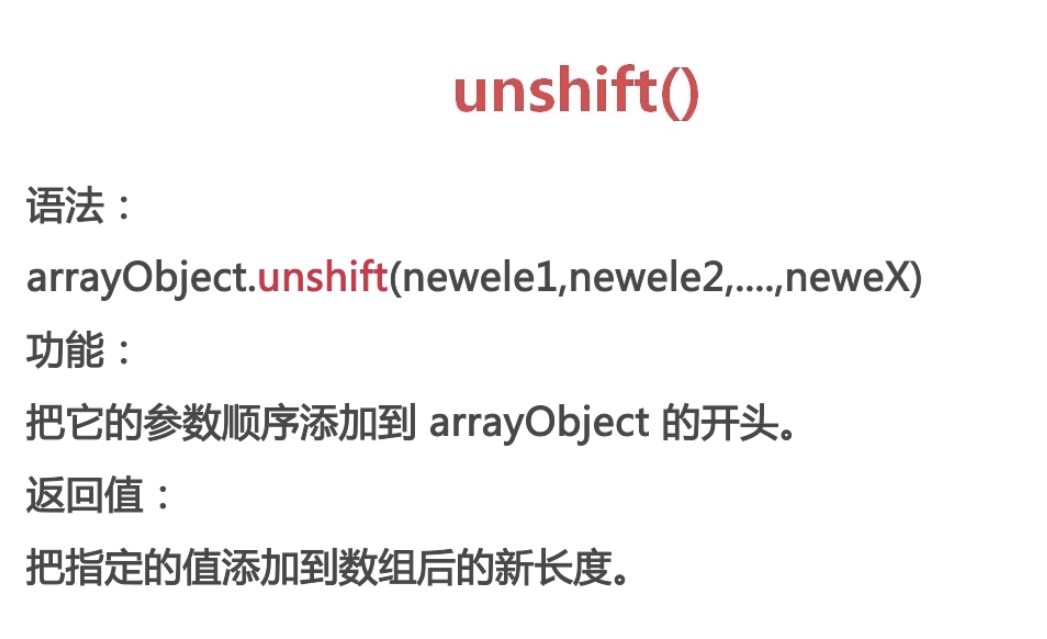 unshift()
语法：
arrayObject.unshift(newele1,newele2,....,neweX)
功能：
把它的参数顺序添加到 arrayObject 的开头。
返回值：
把指定的值添加到数组后的新长度。